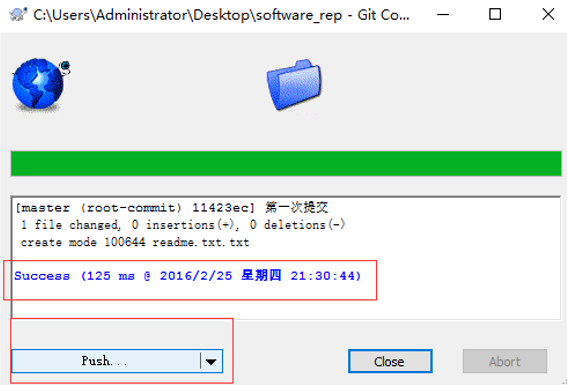 C:\Users\Administrator\Desktop\software_rep - Git Co...
[master (root-commit) 11423ec] 第一次提交
1 file changed, 0 insertions(+), 0 deletions(-)
create mode 100644 readme.txt.txt
Success (125 ms @ 2016/2/25 星期四 21:30:44)
Push...
Close
Abort